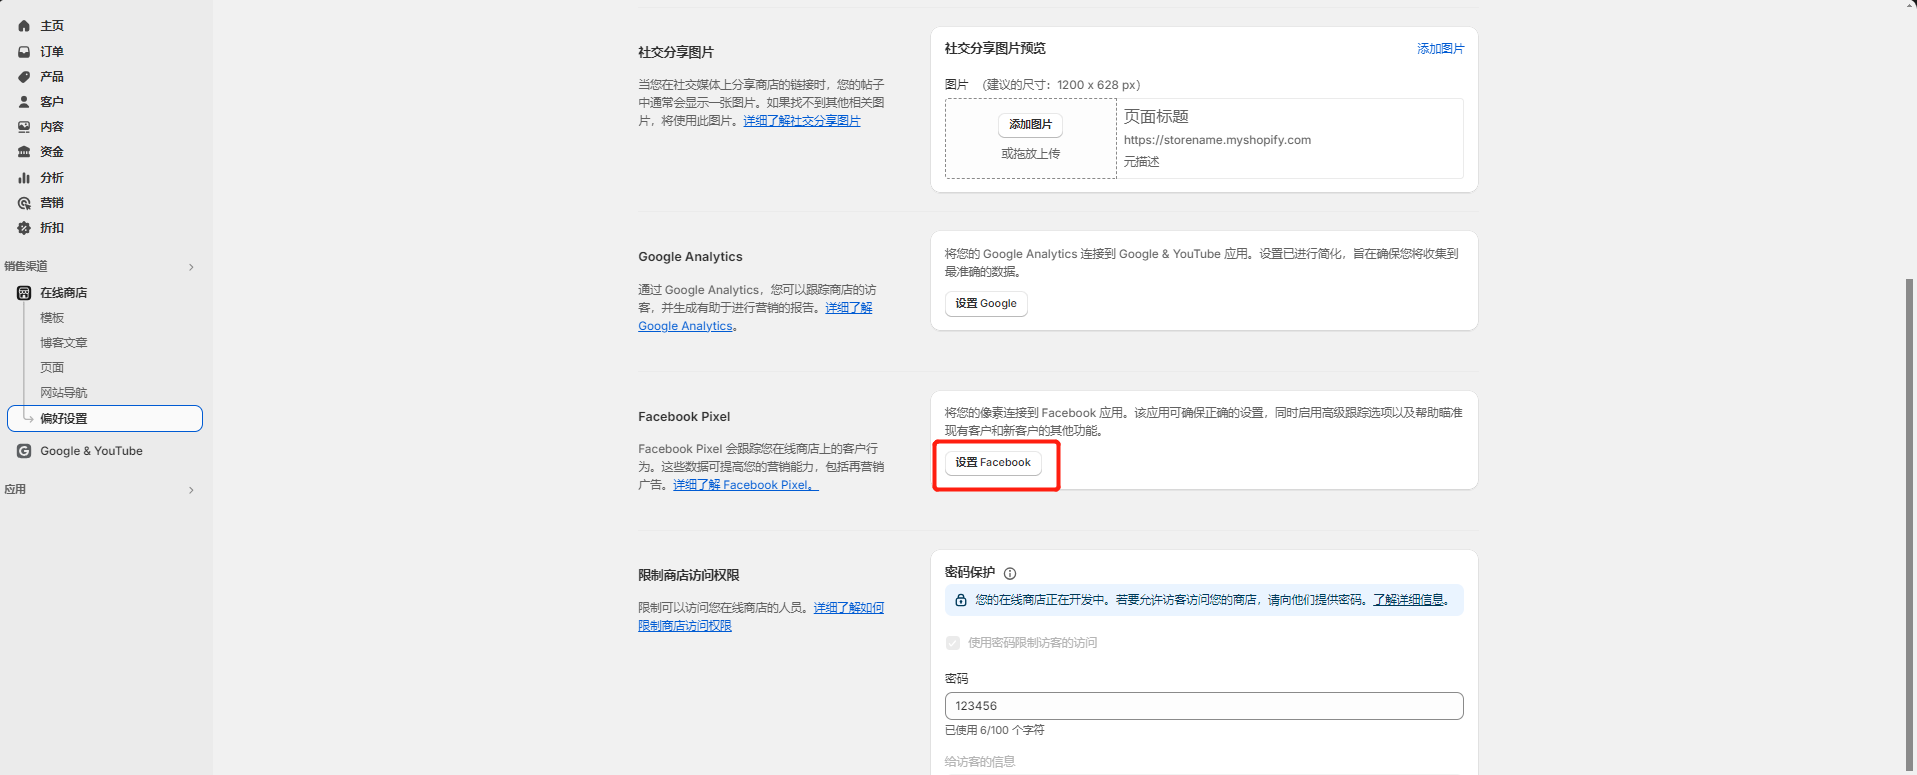 主页
订单
产品
客户
内容
资金
分析
营销
折扣
销售渠道
在线商店
模板
博客文章
页面
网站导航
偏好设置
Google & YouTube
应用
社交分享图片
当您在社交媒体上分享商店的链接时，您的帖子
中通常会显示一张图片。如果找不到其他相关图
片，将使用此图片。详细了解社交分享图片
社交分享图片预览
添加图片
图片 （建议的尺寸：1200 x 628 px）
添加图片
或拖放上传
页面标题
https://storename.myshopify.com
元描述
Google Analytics
通过 Google Analytics，您可以跟踪商店的访
客，并生成有助于进行营销的报告。详细了解
Google Analytics。
将您的 Google Analytics 连接到 Google & YouTube 应用。设置已进行简化，旨在确保您将收集到
最准确的数据。
设置 Google
Facebook Pixel
Facebook Pixel 会跟踪您在线商店上的客户行
为。这些数据可提高您的营销能力，包括再营销
广告。详细了解 Facebook Pixel。
将您的像素连接到 Facebook 应用。该应用可确保正确的设置，同时启用高级跟踪选项以及帮助瞄准
现有客户和新客户的其他功能。
设置 Facebook
限制商店访问权限
限制可以访问您在线商店的人员。详细了解如何
限制商店访问权限
密码保护
您的在线商店正在开发中。若要允许访客访问您的商店，请向他们提供密码。了解详细信息。
使用密码限制访客的访问
密码
123456
已使用 6/100 个字符
给访客的信息